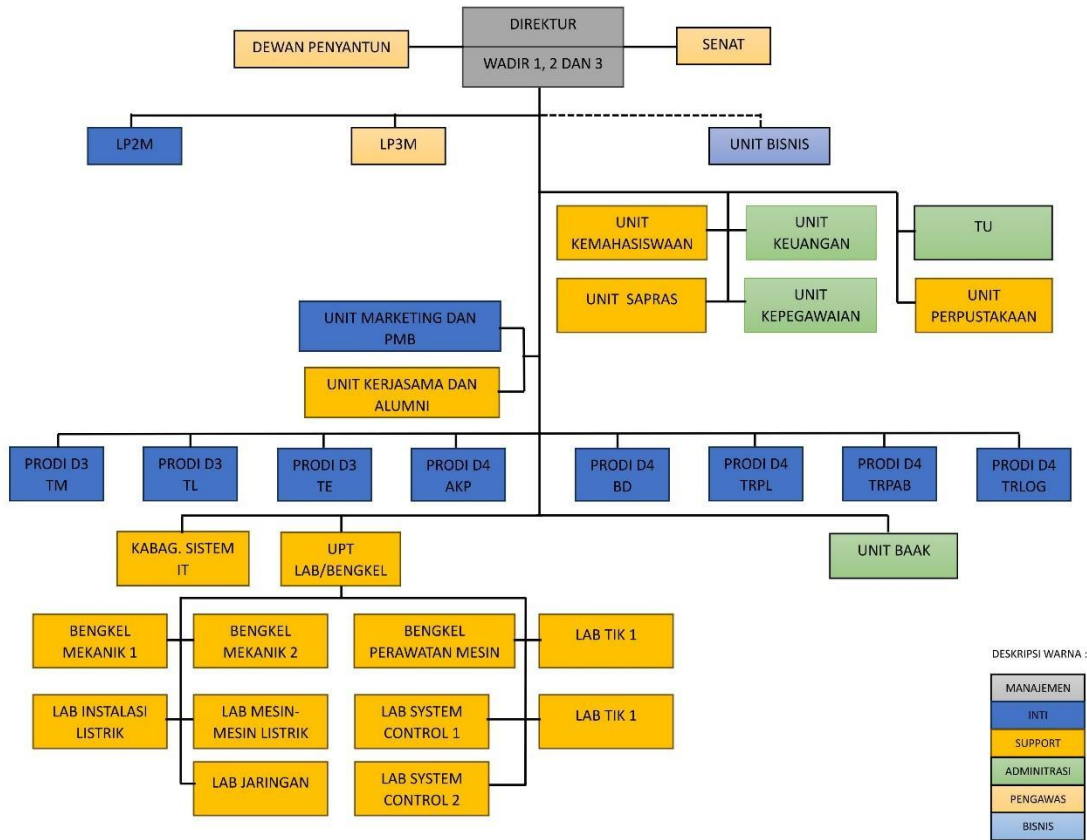 DIREKTUR
DEWAN PENYANTUN
SENAT
WADIR 1, 2 DAN 3
LP2M
LP3M
UNIT BISNIS
UNIT
KEMAHASISWAAN
UNIT
KEUANGAN
TU
UNIT SAPRAS
UNIT
KEPEGAWAIAN
UNIT
PERPUSTAKAAN
UNIT MARKETING DAN
PMB
UNIT KERJASAMA DAN
ALUMNI
PRODI D3
TM
PRODI D3
TL
PRODI D3
TE
PRODI D4
AKP
PRODI D4
BD
PRODI D4
TRPL
PRODI D4
TRPAB
PRODI D4
TRLOG
KABAG. SISTEM
IT
UPT
LAB/BENGKEL
UNIT BAAK
BENGKEL
MEKANIK 1
BENGKEL
MEKANIK 2
BENGKEL
PERAWATAN MESIN
LAB TIK 1
LAB INSTALASI
LISTRIK
LAB MESIN-
MESIN LISTRIK
LAB SYSTEM
CONTROL 1
LAB TIK 1
LAB JARINGAN
LAB SYSTEM
CONTROL 2
DESKRIPSI WARNA :
MANAJEMEN
INTI
SUPPORT
ADMINITRASI
PENGAWAS
BISNIS